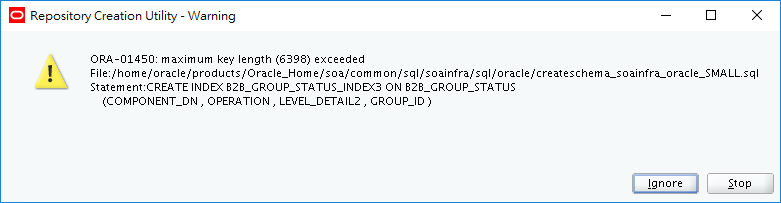 Repository Creation Utility - Warning
ORA-01450: maximum key length (6398) exceeded
File:/home/oracle/products/Oracle_Home/soa/common/sql/soainfra/sql/oracle/createschema_soainfra_oracle_SMALL.sql
Statement:CREATE INDEX B2B_GROUP_STATUS_INDEX3 ON B2B_GROUP_STATUS
(COMPONENT_DN , OPERATION , LEVEL_DETAIL2 , GROUP_ID )
Ignore Stop